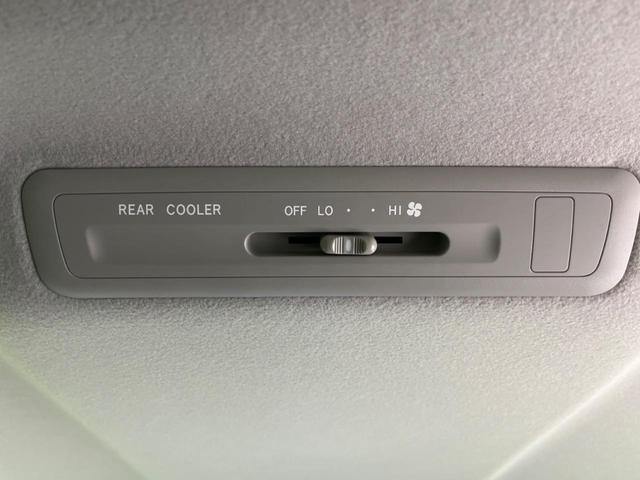 REAR COOLER OFF LO · · HI